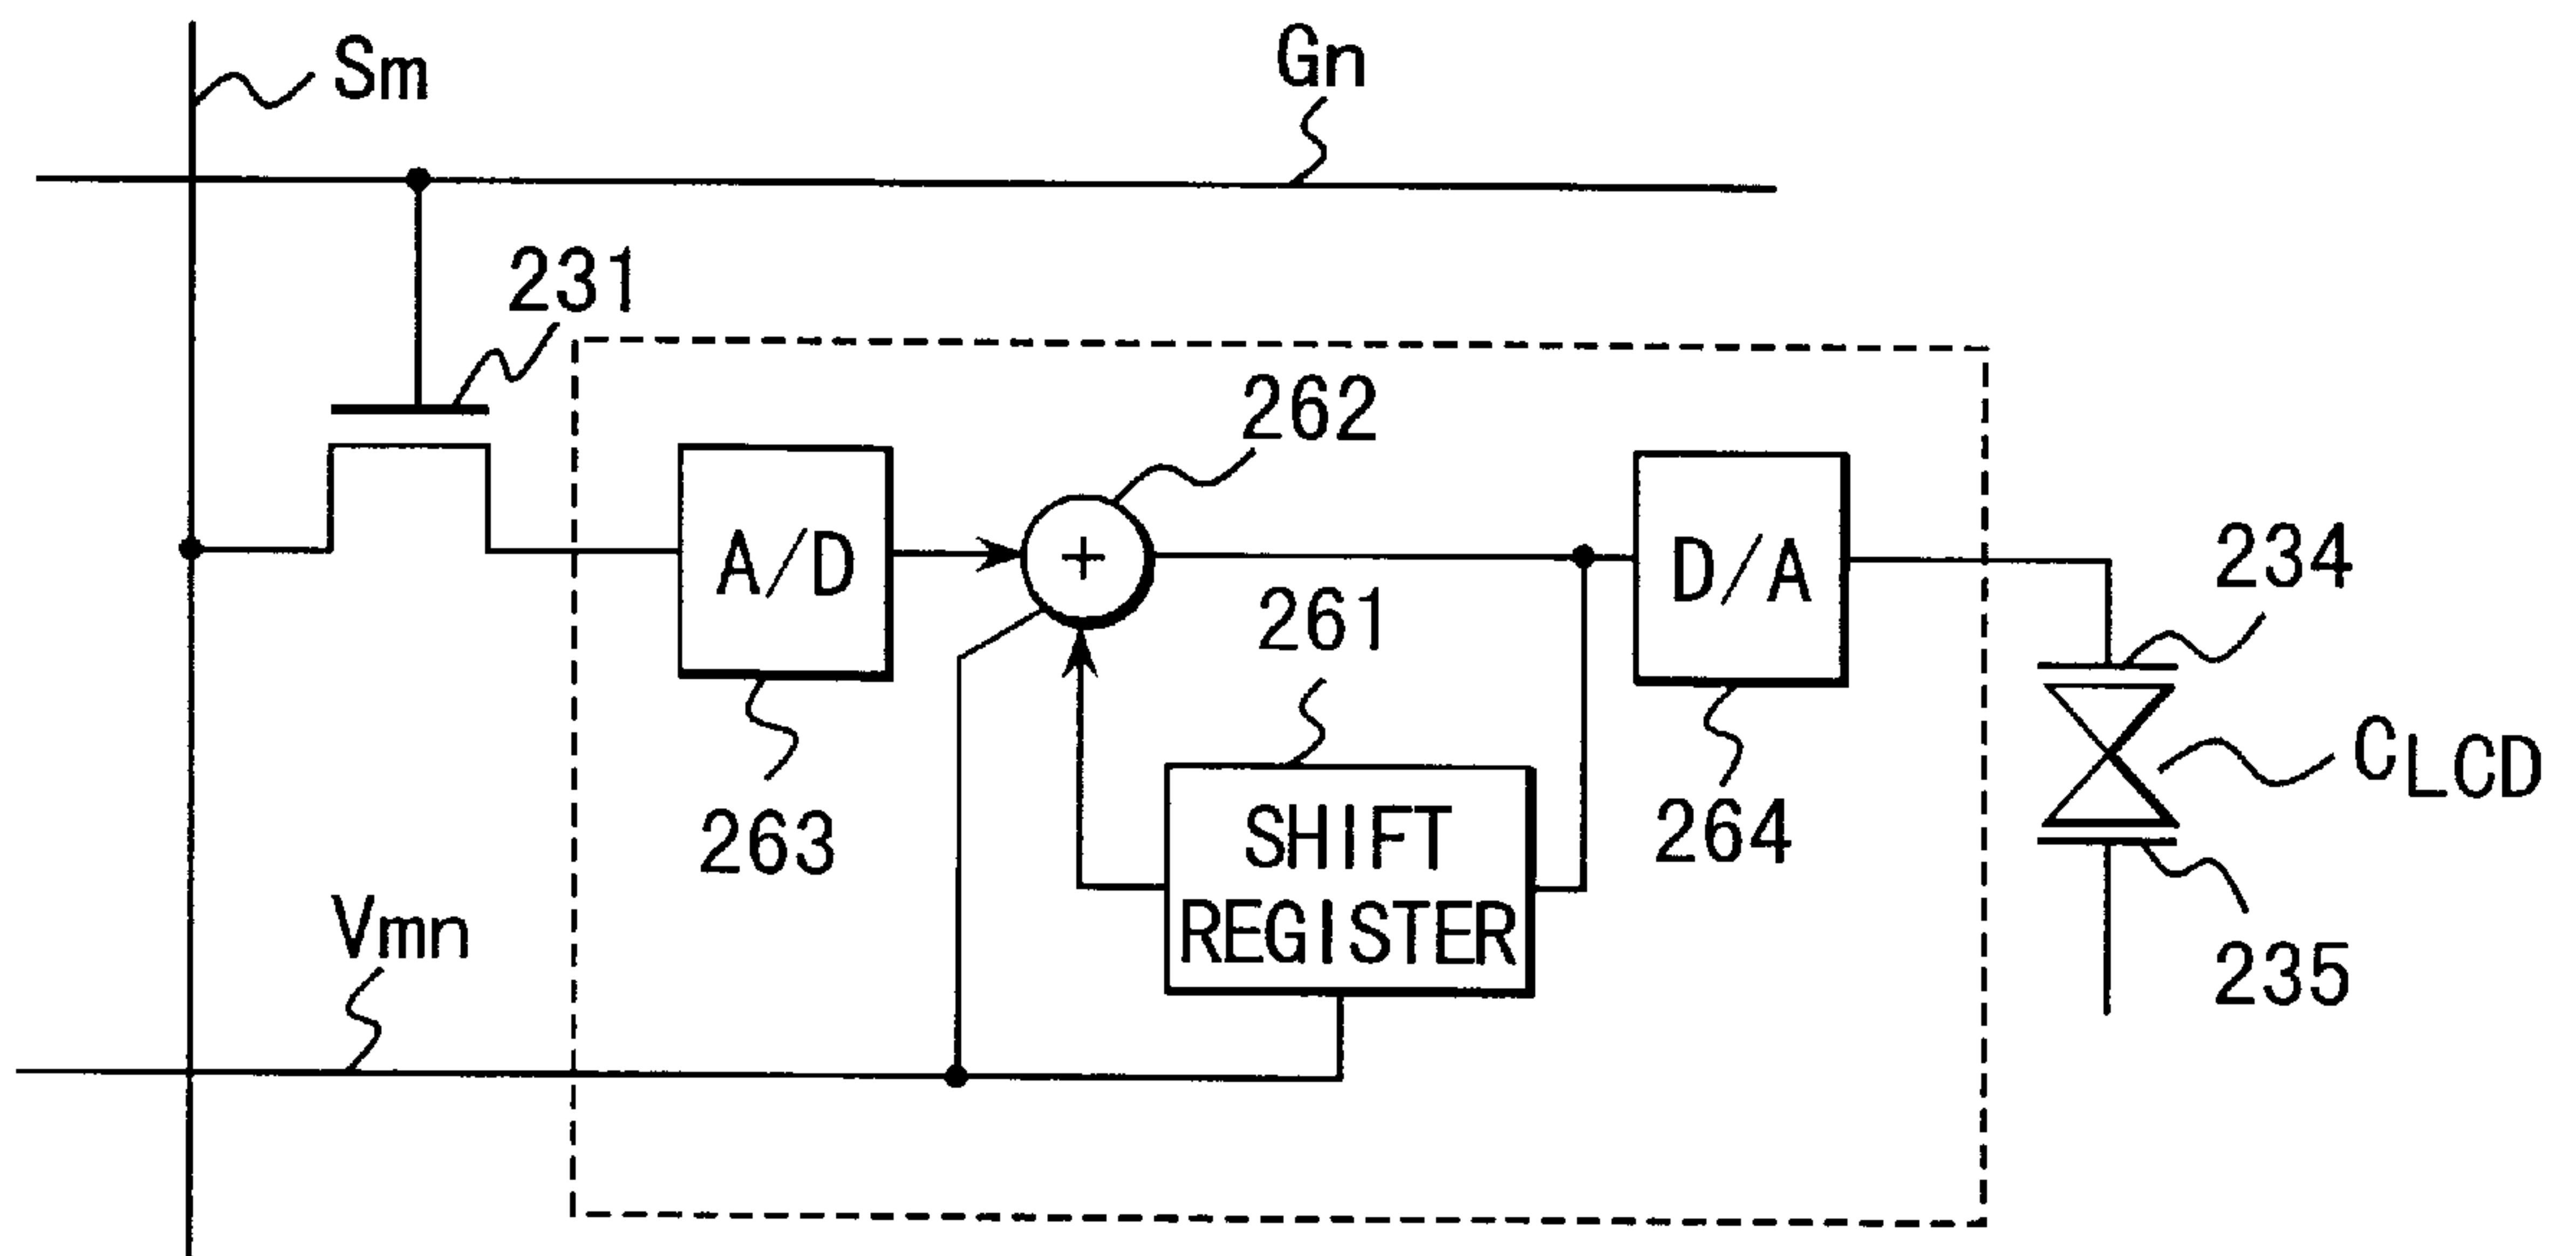 Sm
Gn
231
262
A/D
261
D/A
234
CLCD
263
264
SHIFT
REGISTER
Vmn
235
+